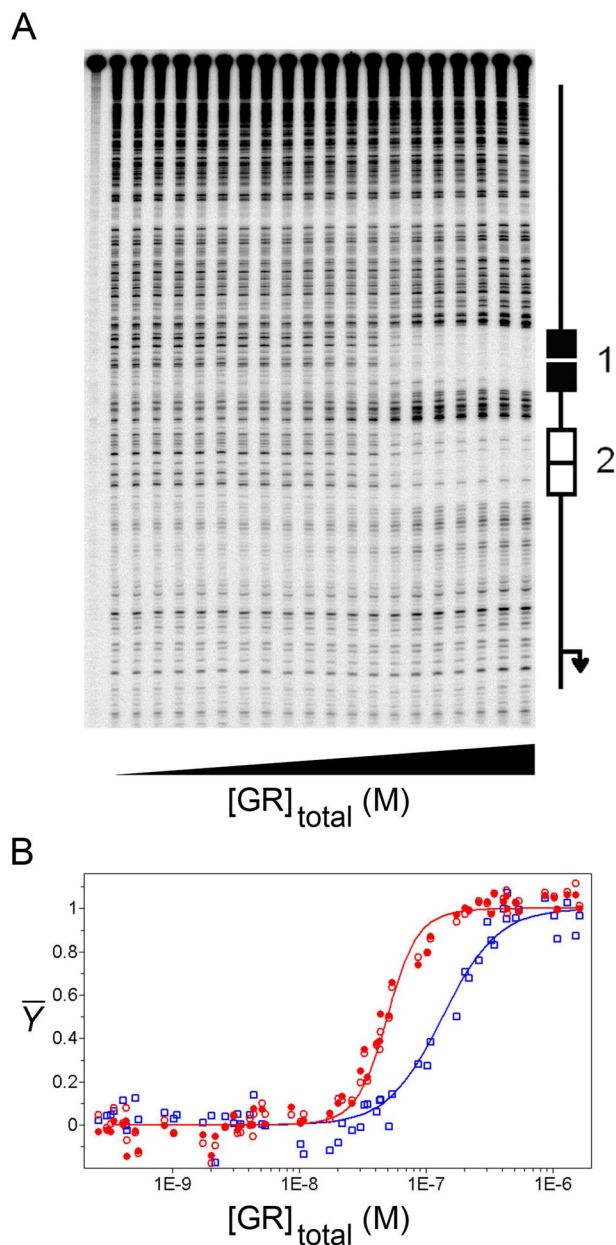 A
1
2
[GR]total (M)
B
1
0.8
0.6
0.4
0.2
0
Y̅
1E-9
1E-8
1E-7
1E-6
[GR]total (M)